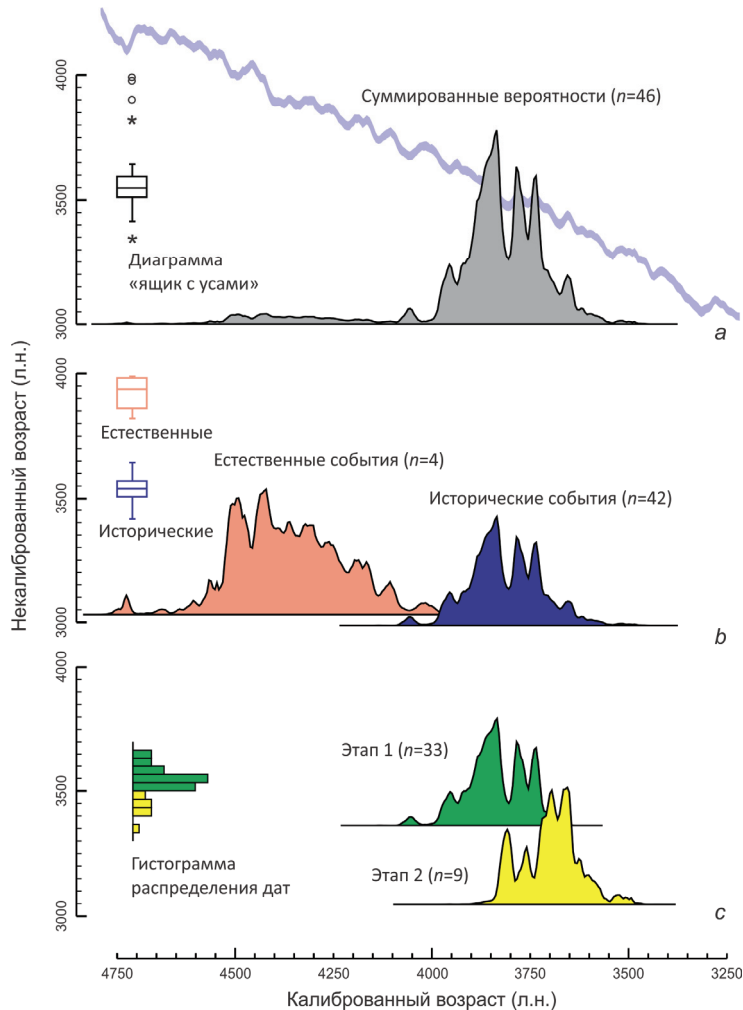 4000
Суммированные вероятности (n=46)
3500
Диаграмма
«ящик с усами»
3000
a
Некалиброванный возраст (л.н.)
4000
Естественные
Естественные события (n=4)
3500
Исторические события (n=42)
Исторические
3000
b
4000
Этап 1 (n=33)
3500
Гистограмма
распределения дат
Этап 2 (n=9)
3000
c
4750 4500 4250 4000 3750 3500 3250
Калиброванный возраст (л.н.)